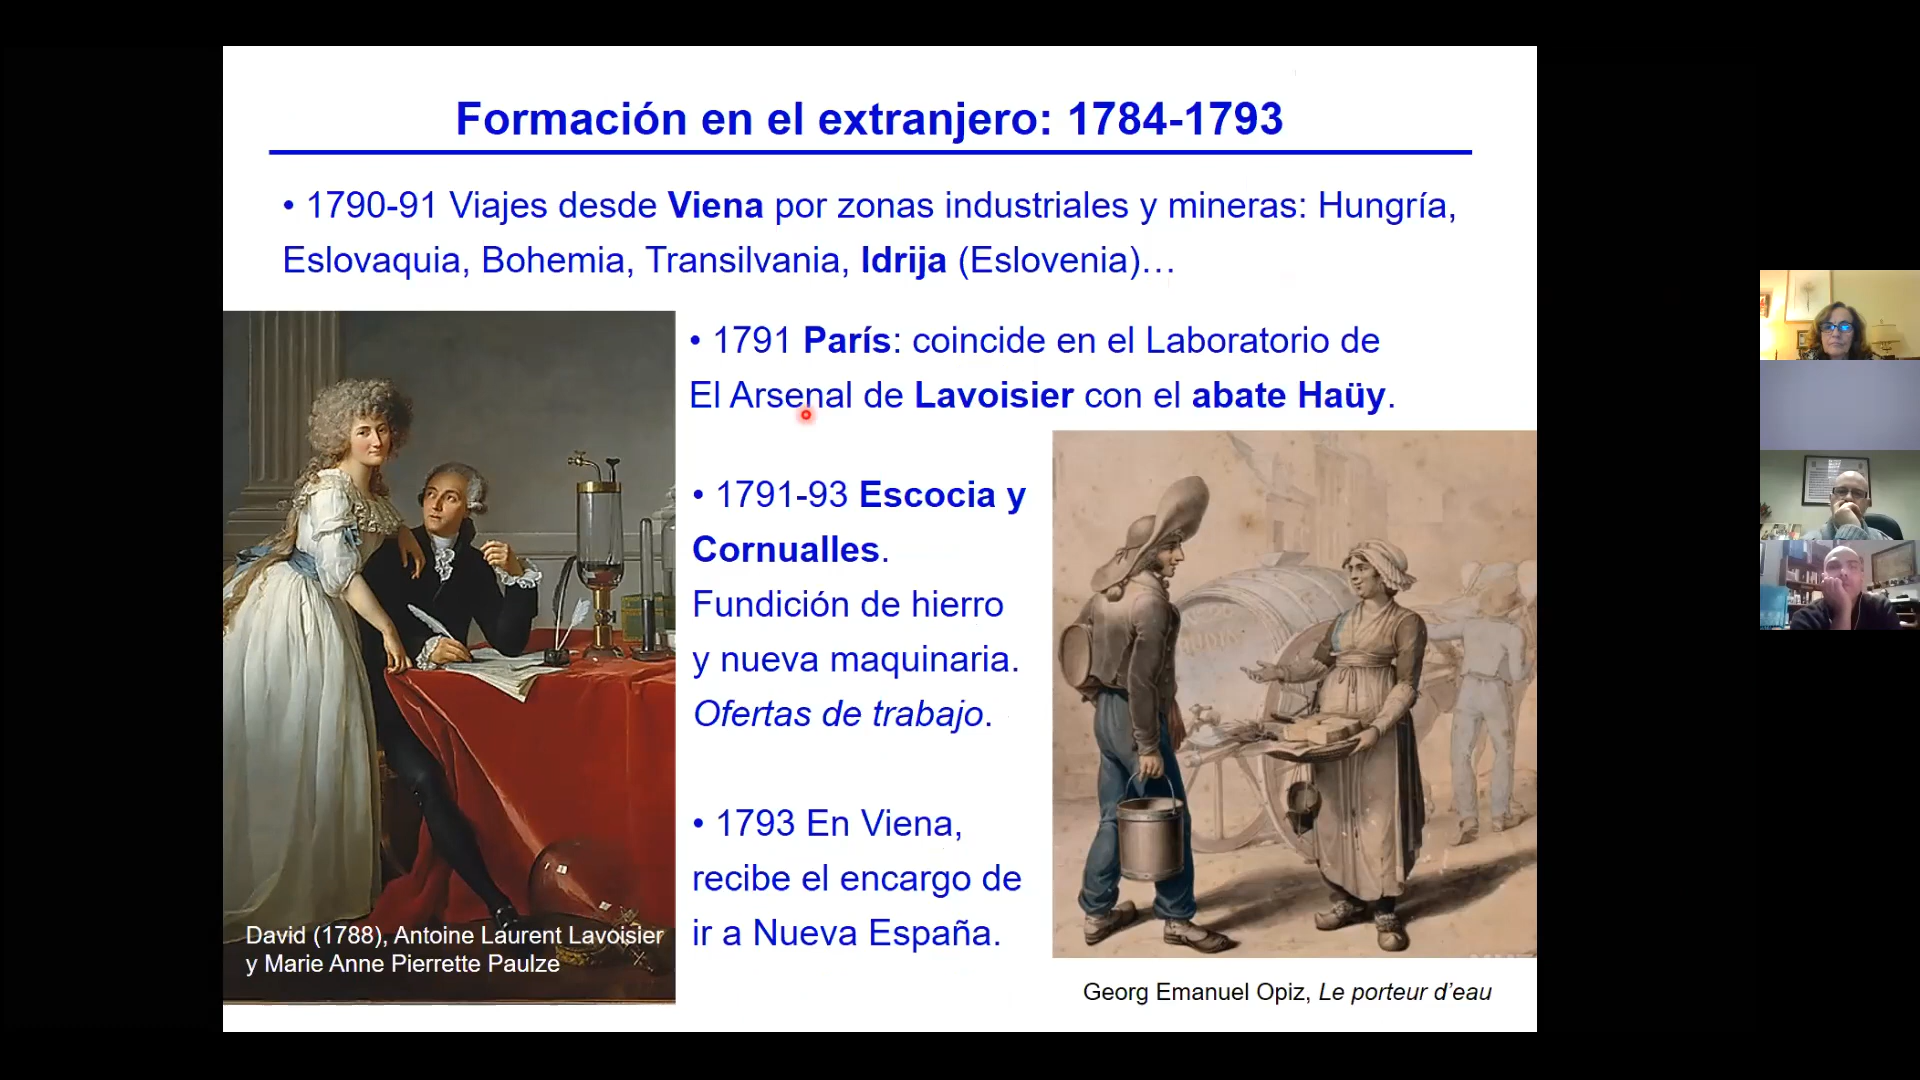 Formación en el extranjero: 1784-1793
• 1790-91 Viajes desde Viena por zonas industriales y mineras: Hungría,
Eslovaquia, Bohemia, Transilvania, Idrija (Eslovenia)…
• 1791 París: coincide en el Laboratorio de
El Arsenal de Lavoisier con el abate Haüy.
• 1791-93 Escocia y
Cornualles.
Fundición de hierro
y nueva maquinaria.
Ofertas de trabajo.
• 1793 En Viena,
recibe el encargo de
ir a Nueva España.
David (1788), Antoine Laurent Lavoisier
y Marie Anne Pierrette Paulze
Georg Emanuel Opiz, Le porteur d’eau